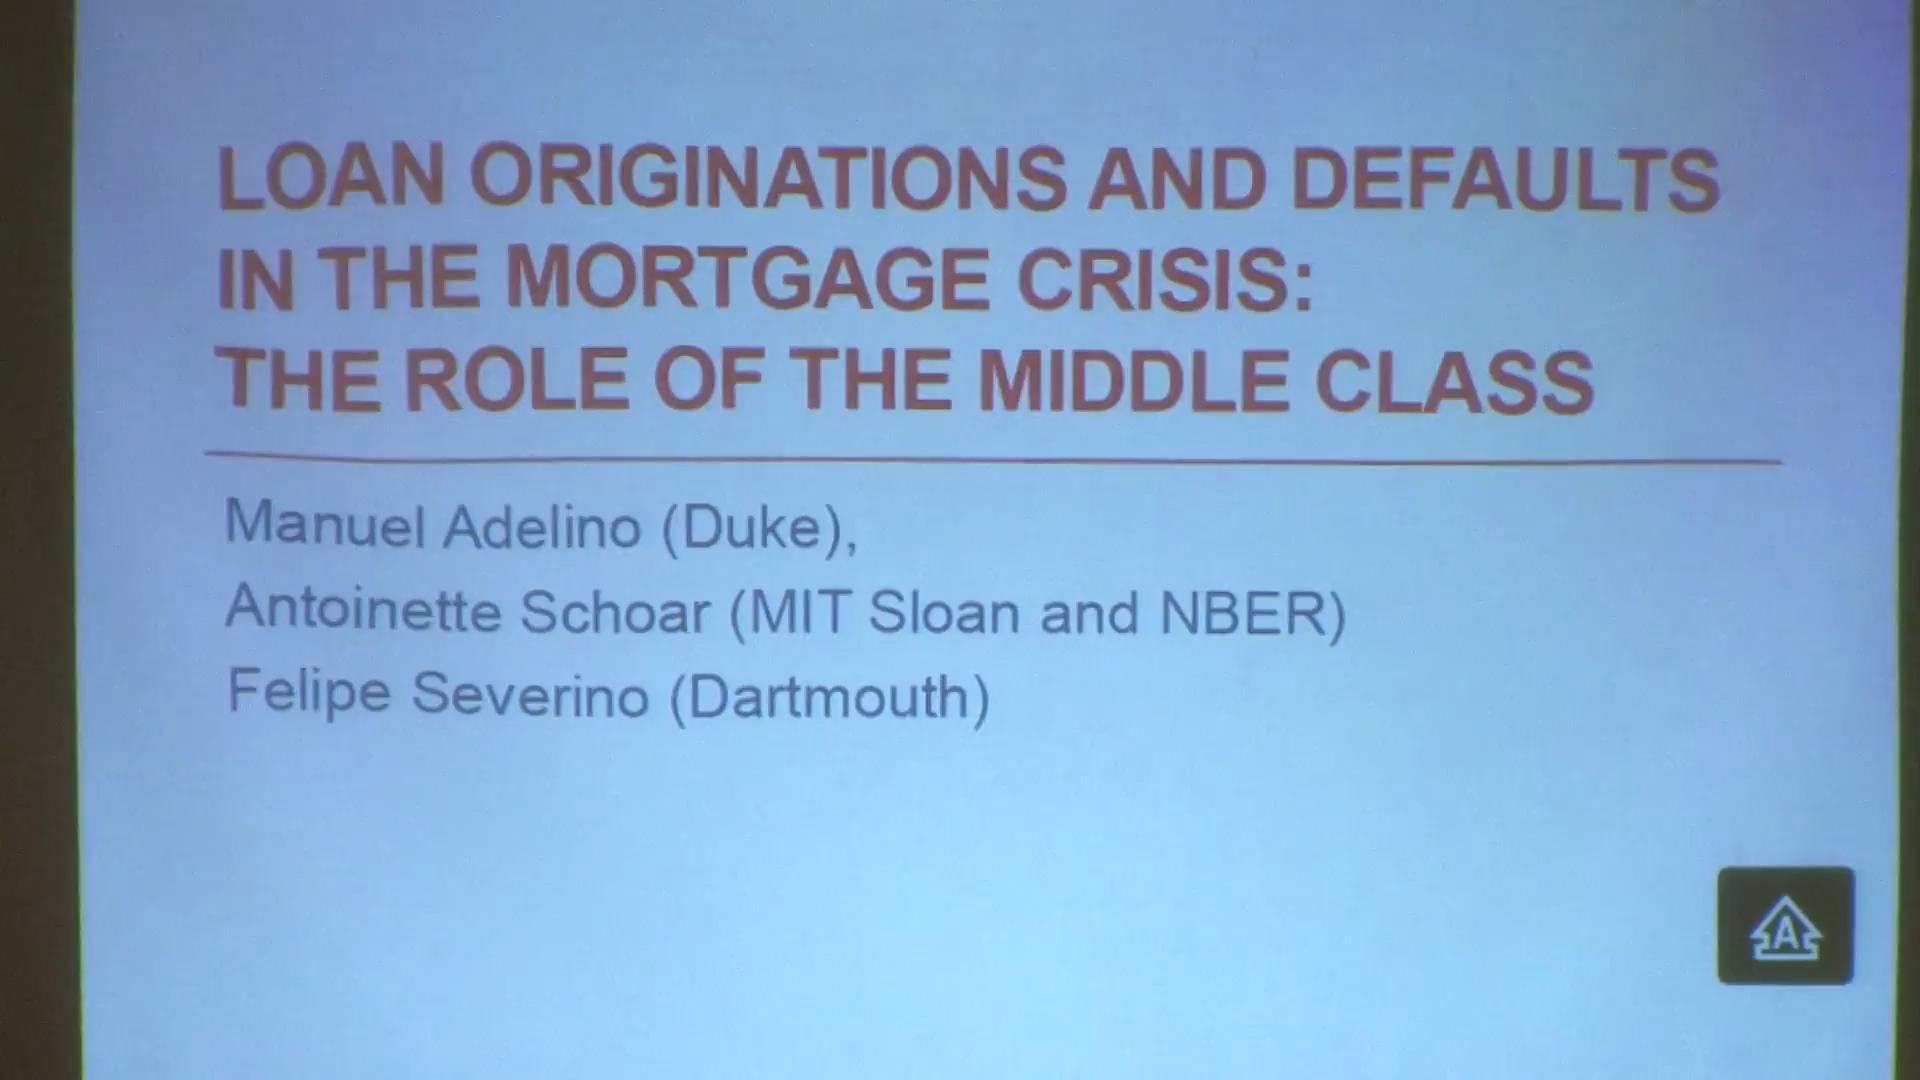 LOAN ORIGINATIONS AND DEFAULTS
IN THE MORTGAGE CRISIS:
THE ROLE OF THE MIDDLE CLASS
Manuel Adelino (Duke),
Antoinette Schoar (MIT Sloan and NBER)
Felipe Severino (Dartmouth)
A